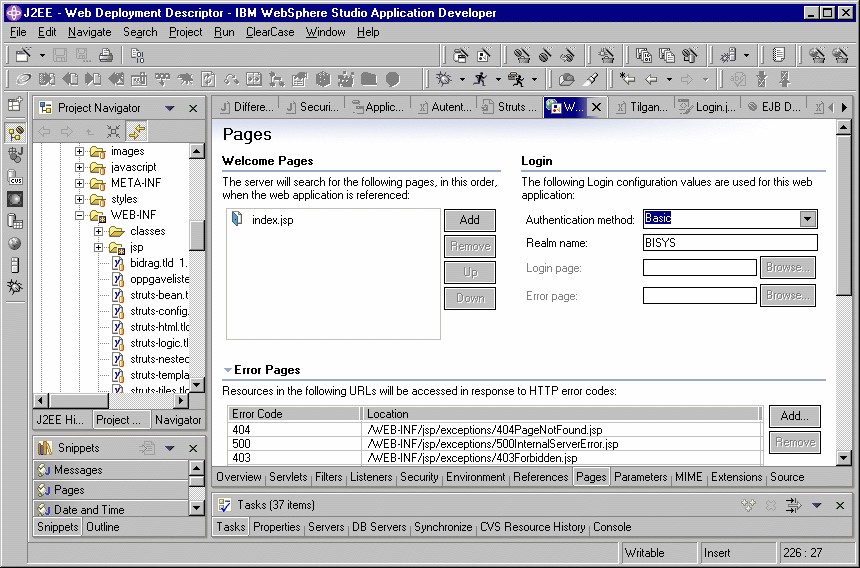 J2EE - Web Deployment Descriptor - IBM WebSphere Studio Application Developer
File Edit Navigate Search Project Run ClearCase Window Help
Project Navigator
Differe... Securi... Applic... Autent... Struts ... W... Tilgan... Login.j... EJB D...
images
javascript
META-INF
styles
WEB-INF
classes
jsp
bidrag.tld 1.
oppgaveliste
struts-bean.t
struts-config.
struts-html.tld
struts-logic.tld
struts-nested
struts-templa
struts-tiles.tld
J2EE Hi... Project ... Navigator
Snippets
Messages
Pages
Date and Time
Snippets Outline
Pages
Welcome Pages
The server will search for the following pages, in this order,
when the web application is referenced:
index.jsp
Add
Remove
Up
Down
Login
The following Login configuration values are used for this web
application:
Authentication method: Basic
Realm name: BISYS
Login page: Browse...
Error page: Browse...
Error Pages
Resources in the following URLs will be accessed in response to HTTP error codes:
Error Code Location
404 /WEB-INF/jsp/exceptions/404PageNotFound.jsp
500 /WEB-INF/jsp/exceptions/500InternalServerError.jsp
403 /WEB-INF/jsp/exceptions/403Forbidden.jsp
Add...
Remove
Overview Servlets Filters Listeners Security Environment References Pages Parameters MIME Extensions Source
Tasks (37 items)
Tasks Properties Servers DB Servers Synchronize CVS Resource History Console
Writable Insert 226 : 27